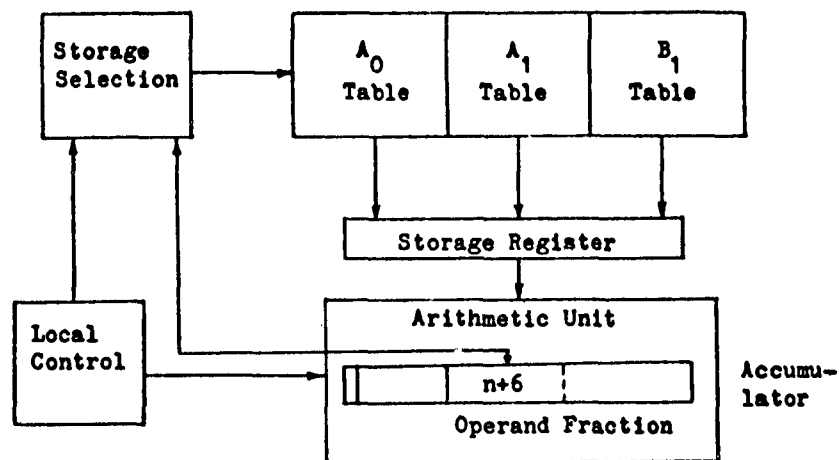 Storage
Selection
A0
Table
A1
Table
B1
Table
Storage Register
Local
Control
Arithmetic Unit
n+6
Operand Fraction
Accumu-
lator